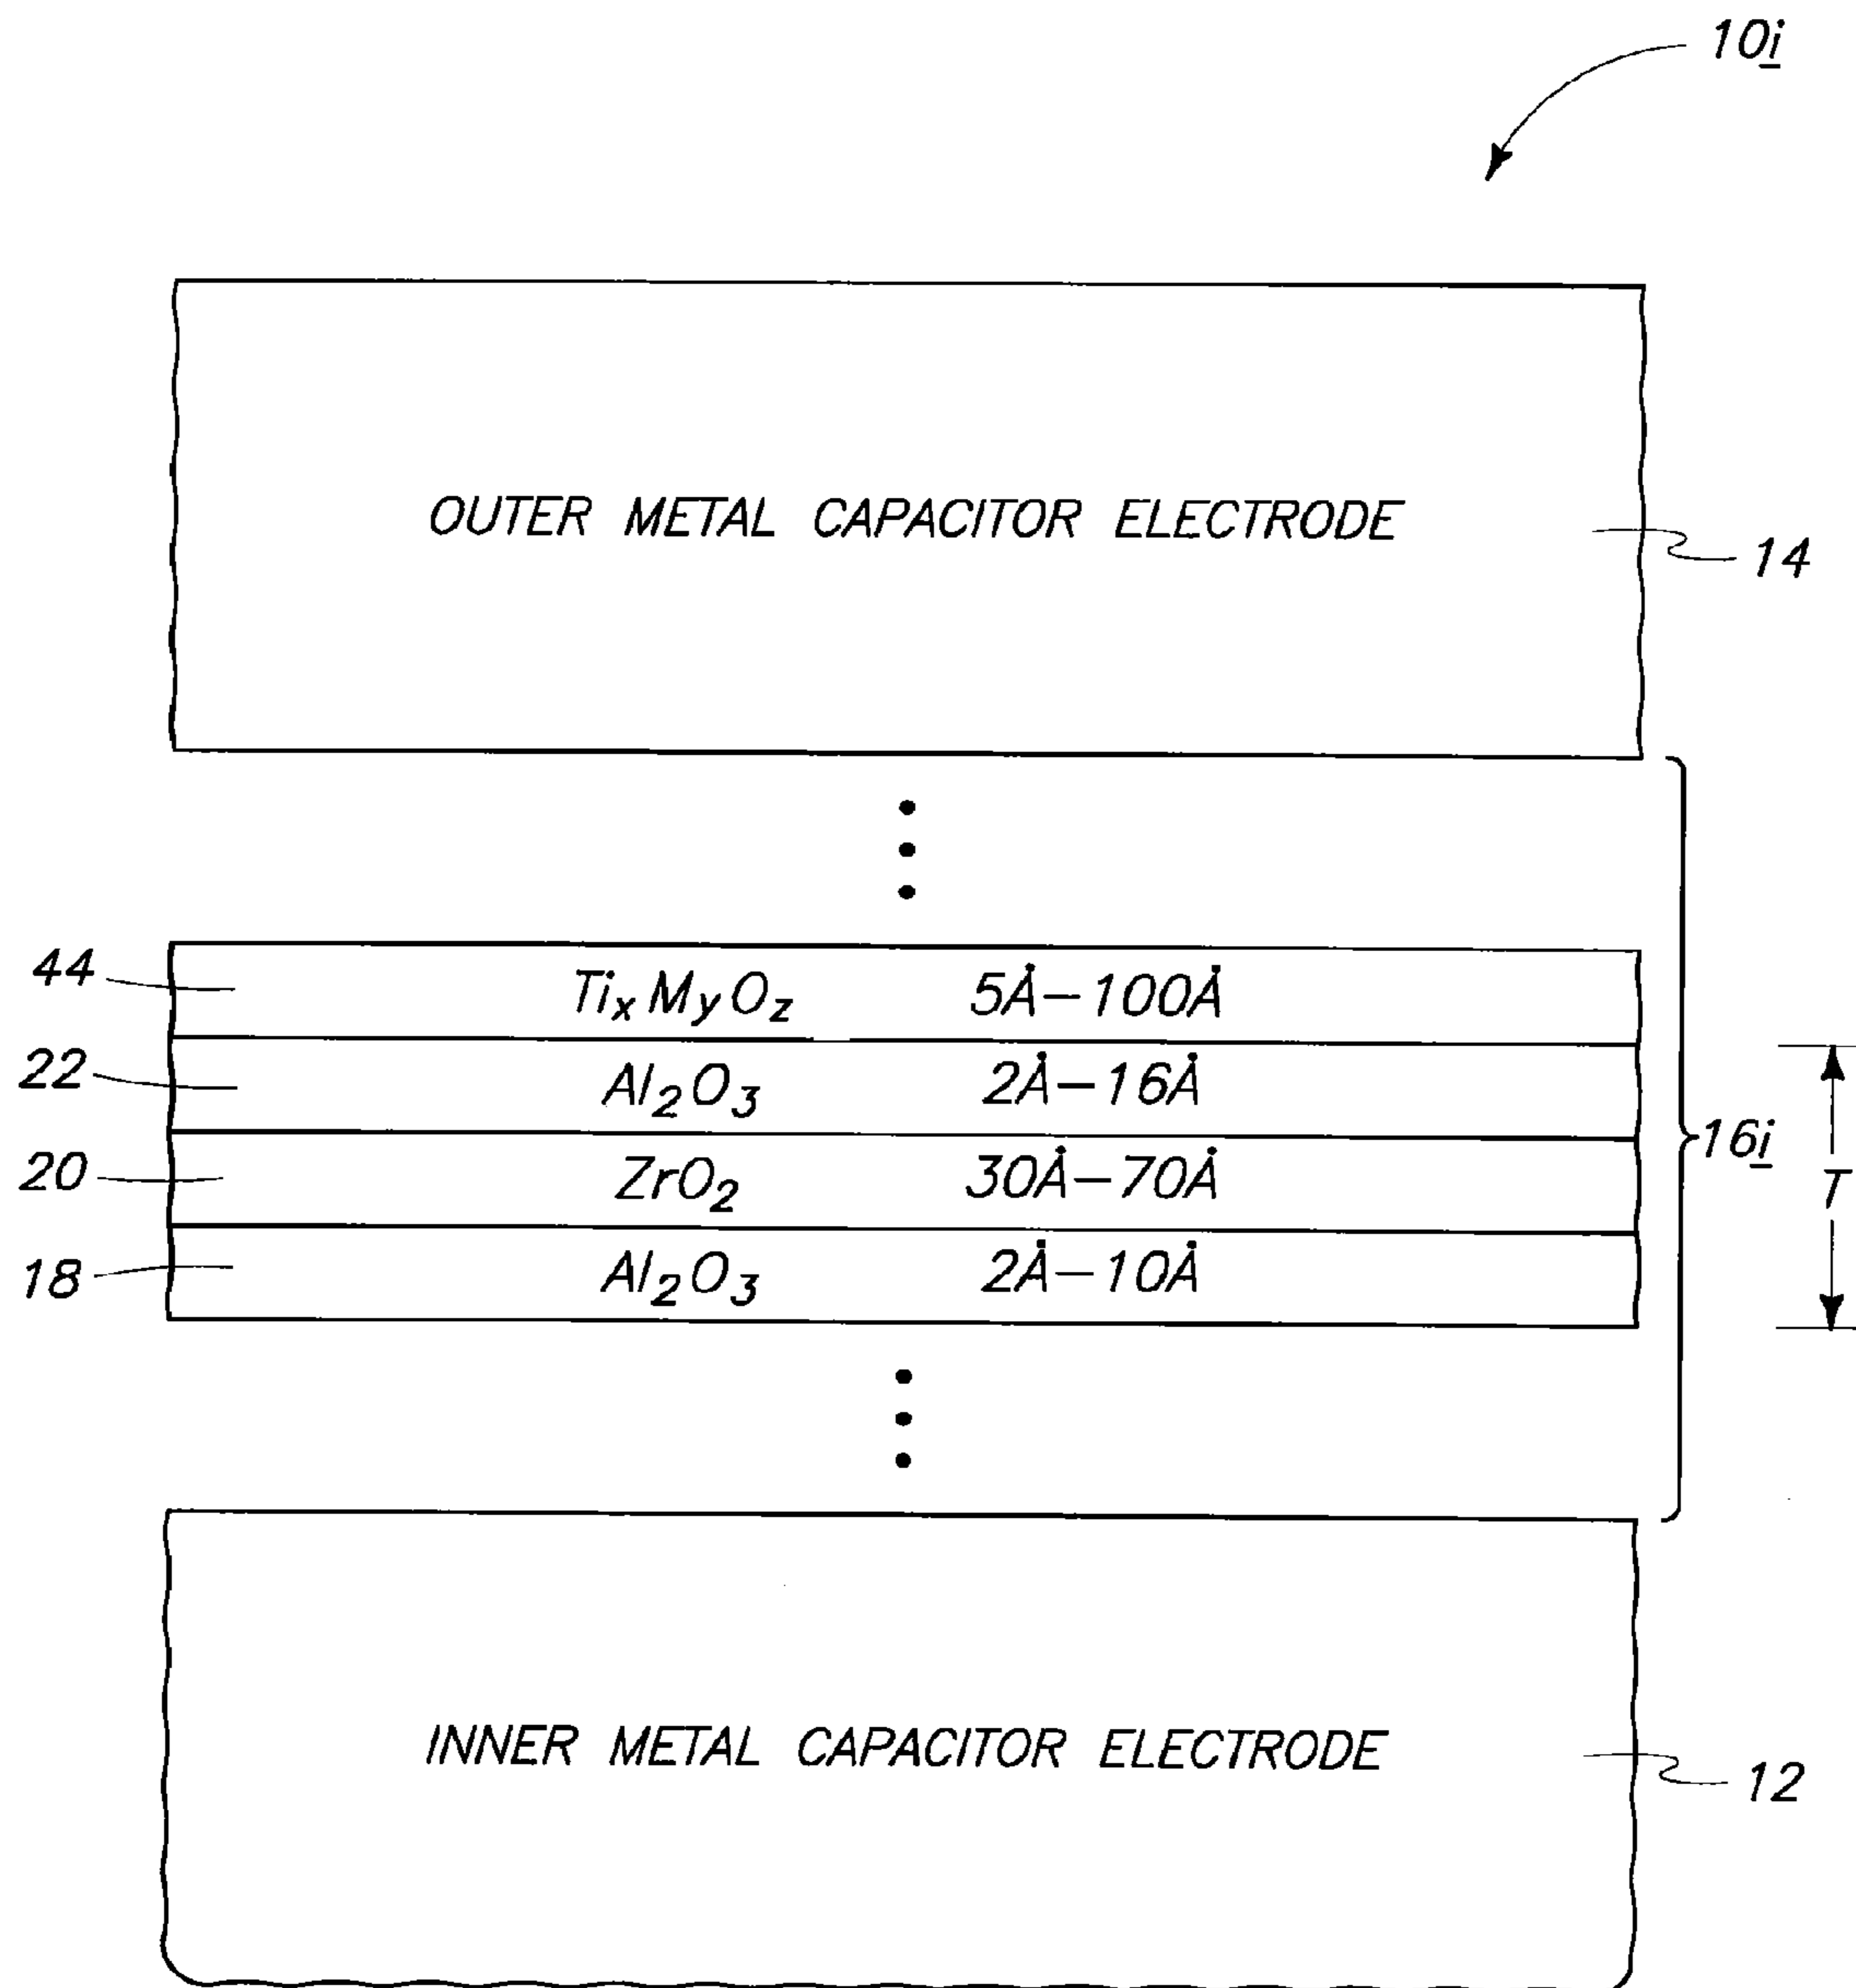 10i
OUTER METAL CAPACITOR ELECTRODE
14
44 TiₓMyO_z 5Å–100Å
22 Al₂O₃ 2Å–16Å
16i
T
20 ZrO₂ 30Å–70Å
18 Al₂O₃ 2Å–10Å
INNER METAL CAPACITOR ELECTRODE
12